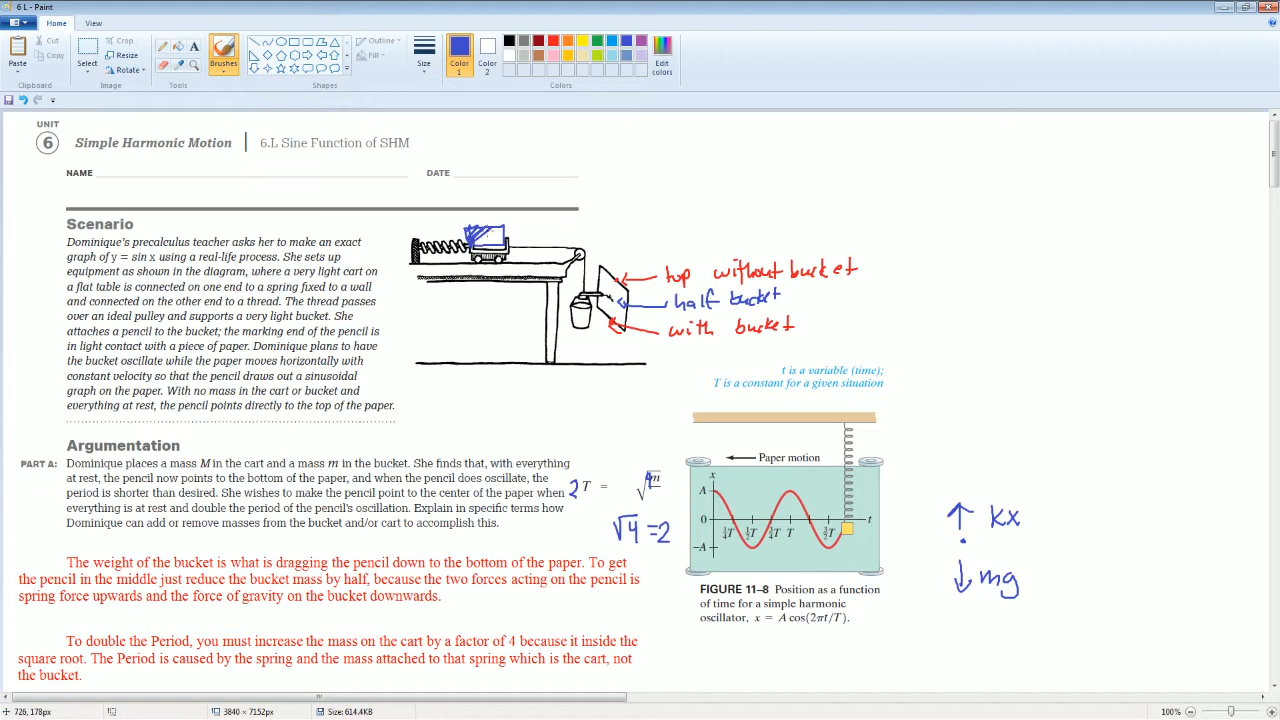 6 L - Paint
Home View
Paste
Cut
Copy
Clipboard
Select
Crop
Resize
Rotate
Image
A
Tools
Brushes
Outline
Fill
Shapes
Size
Color 1
Color 2
Edit colors
Colors
UNIT
6 Simple Harmonic Motion 6.L Sine Function of SHM
NAME DATE
Scenario
Dominique's precalculus teacher asks her to make an exact
graph of y = sin x using a real-life process. She sets up
equipment as shown in the diagram, where a very light cart on
a flat table is connected on one end to a spring fixed to a wall
and connected on the other end to a thread. The thread passes
over an ideal pulley and supports a very light bucket. She
attaches a pencil to the bucket; the marking end of the pencil is
in light contact with a piece of paper. Dominique plans to have
the bucket oscillate while the paper moves horizontally with
constant velocity so that the pencil draws out a sinusoidal
graph on the paper. With no mass in the cart or bucket and
everything at rest, the pencil points directly to the top of the paper.
top without bucket
half bucket
with bucket
Argumentation
PART A: Dominique places a mass M in the cart and a mass m in the bucket. She finds that, with everything
at rest, the pencil now points to the bottom of the paper, and when the pencil does oscillate, the
period is shorter than desired. She wishes to make the pencil point to the center of the paper when
everything is at rest and double the period of the pencil's oscillation. Explain in specific terms how
Dominique can add or remove masses from the bucket and/or cart to accomplish this.
2 T = √4m
√4 = 2
The weight of the bucket is what is dragging the pencil down to the bottom of the paper. To get
the pencil in the middle just reduce the bucket mass by half, because the two forces acting on the pencil is
spring force upwards and the force of gravity on the bucket downwards.
To double the Period, you must increase the mass on the cart by a factor of 4 because it inside the
square root. The Period is caused by the spring and the mass attached to that spring which is the cart, not
the bucket.
t is a variable (time);
T is a constant for a given situation
Paper motion
x
A
0
−A
¼T ½T ¾T T 3/2T t
FIGURE 11–8 Position as a function
of time for a simple harmonic
oscillator, x = A cos(2πt/T).
↑ kx
↓ mg
726, 178px
3840 × 7152px
Size: 614.4KB
100%